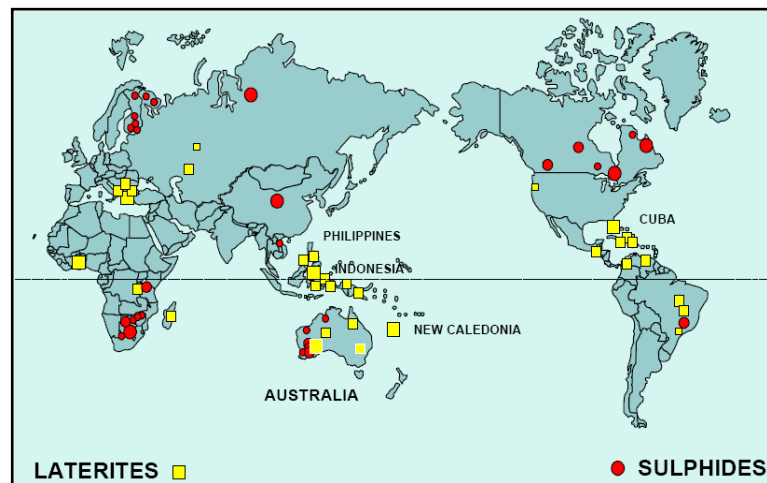 CUBA
PHILIPPINES
INDONESIA
NEW CALEDONIA
AUSTRALIA
LATERITES
SULPHIDES